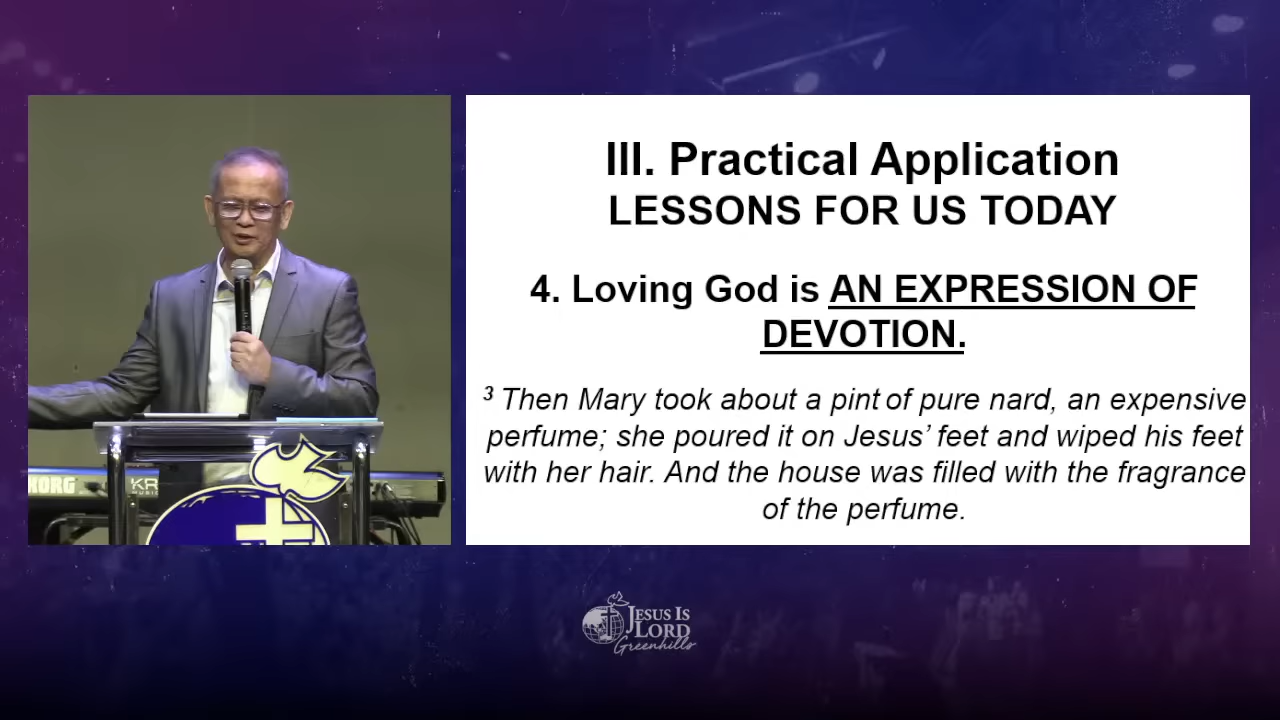 III. Practical Application
LESSONS FOR US TODAY
4. Loving God is AN EXPRESSION OF
DEVOTION.
³ Then Mary took about a pint of pure nard, an expensive
perfume; she poured it on Jesus’ feet and wiped his feet
with her hair. And the house was filled with the fragrance
of the perfume.
KORG
KR
MUSIC
JESUS IS
LORD
Greenhills